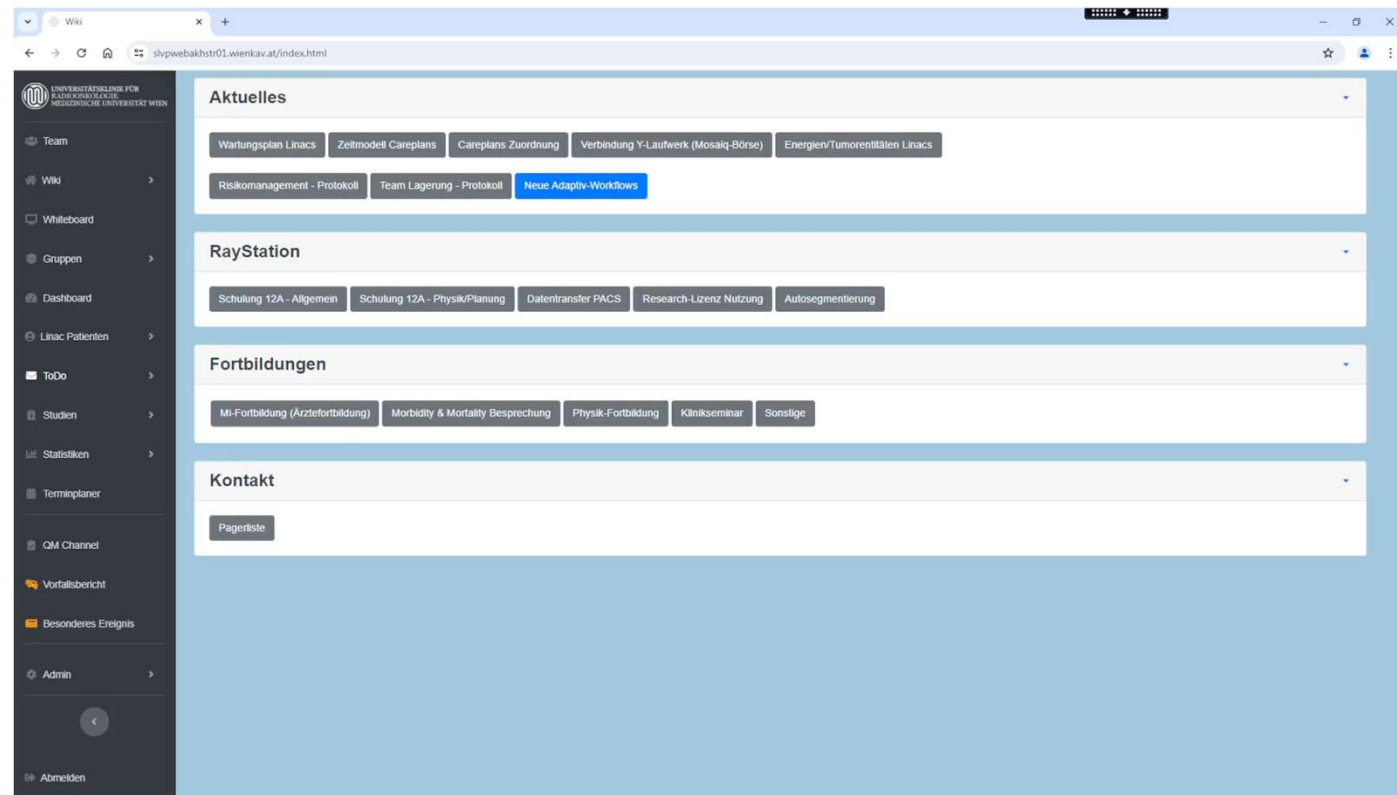 Wiki
slvpwebakhstr01.wienkav.at/index.html
UNIVERSITÄTSKLINIK FÜR
RADIOONKOLOGIE
MEDIZINISCHE UNIVERSITÄT WIEN
Team
Wiki
Whiteboard
Gruppen
Dashboard
Linac Patienten
ToDo
Studien
Statistiken
Terminplaner
QM Channel
Vorfallsbericht
Besonderes Ereignis
Admin
Abmelden
Aktuelles
Wartungsplan Linacs Zeitmodell Careplans Careplans Zuordnung Verbindung Y-Laufwerk (Mosaiq-Börse) Energien/Tumorentitäten Linacs
Risikomanagement - Protokoll Team Lagerung - Protokoll Neue Adaptiv-Workflows
RayStation
Schulung 12A - Allgemein Schulung 12A - Physik/Planung Datentransfer PACS Research-Lizenz Nutzung Autosegmentierung
Fortbildungen
Mi-Fortbildung (Ärztefortbildung) Morbidity & Mortality Besprechung Physik-Fortbildung Klinikseminar Sonstige
Kontakt
Pagerliste